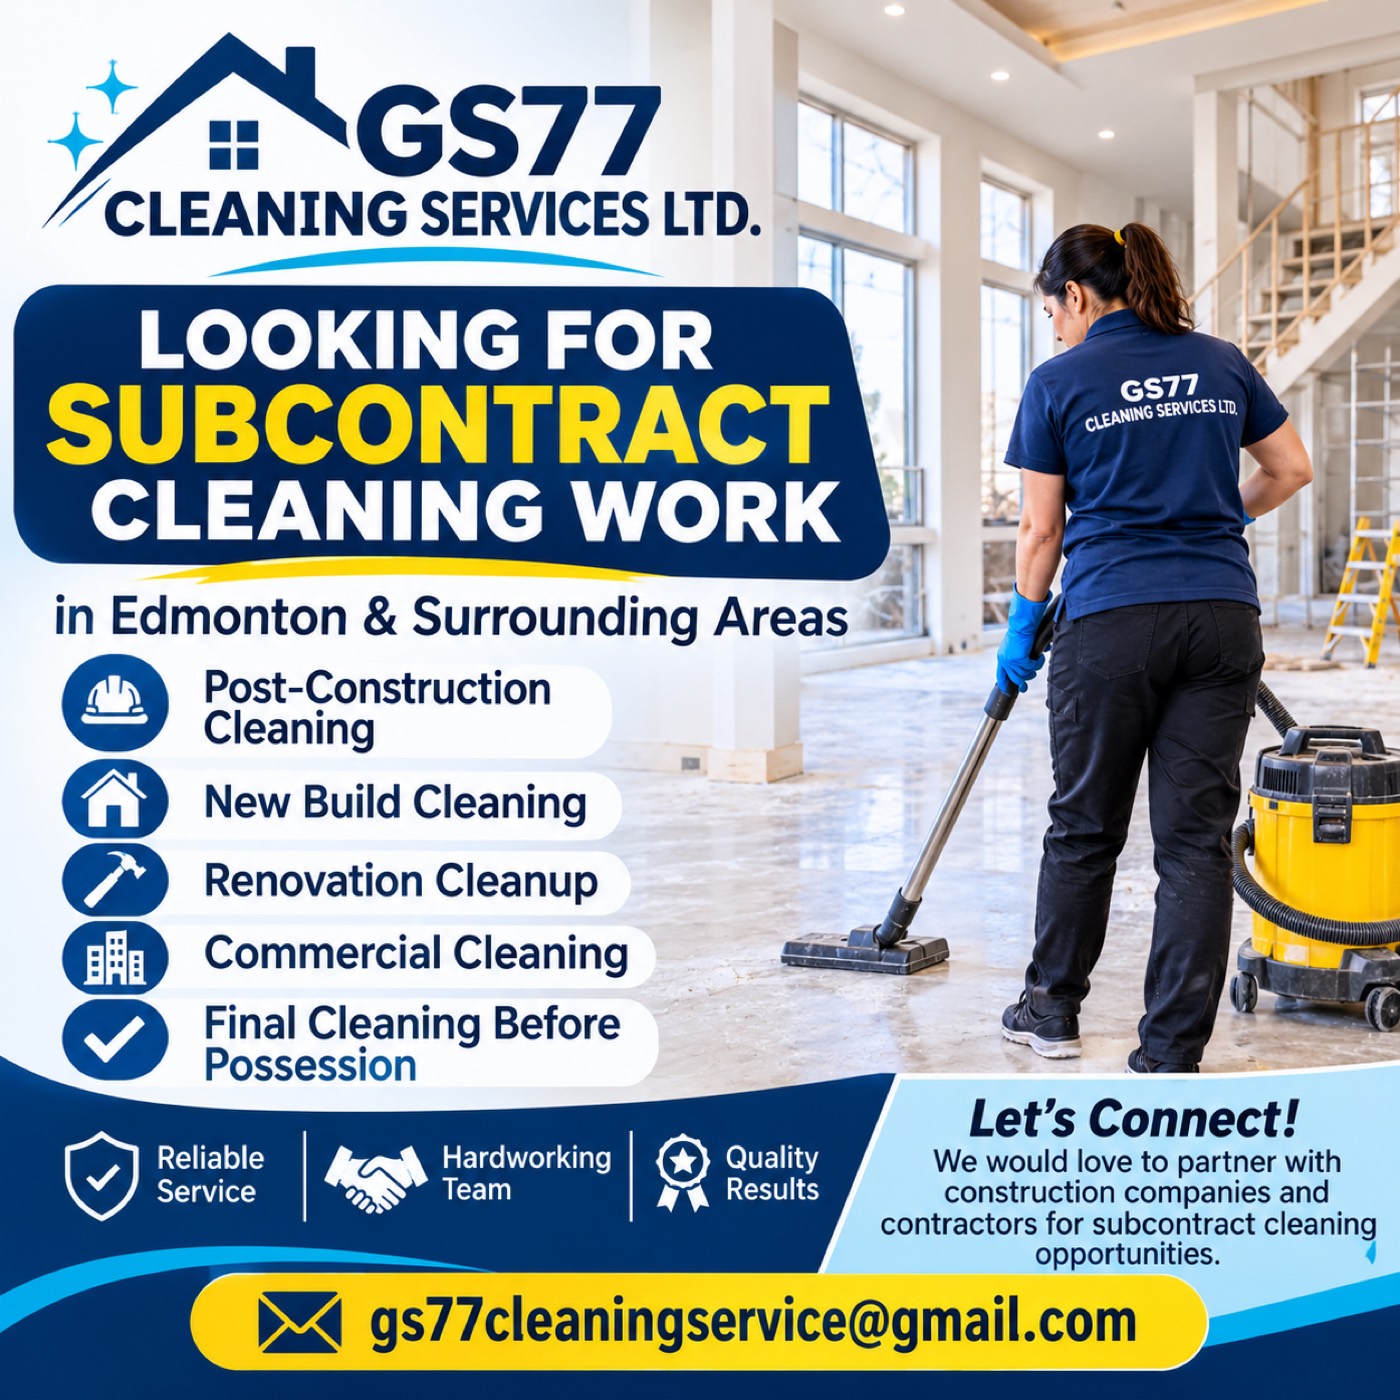 GS77
CLEANING SERVICES LTD.
LOOKING FOR
SUBCONTRACT
CLEANING WORK
in Edmonton & Surrounding Areas
Post-Construction
Cleaning
New Build Cleaning
Renovation Cleanup
Commercial Cleaning
Final Cleaning Before
Possession
GS77
CLEANING SERVICES LTD.
Reliable
Service
Hardworking
Team
Quality
Results
Let's Connect!
We would love to partner with
construction companies and
contractors for subcontract cleaning
opportunities.
gs77cleaningservice@gmail.com